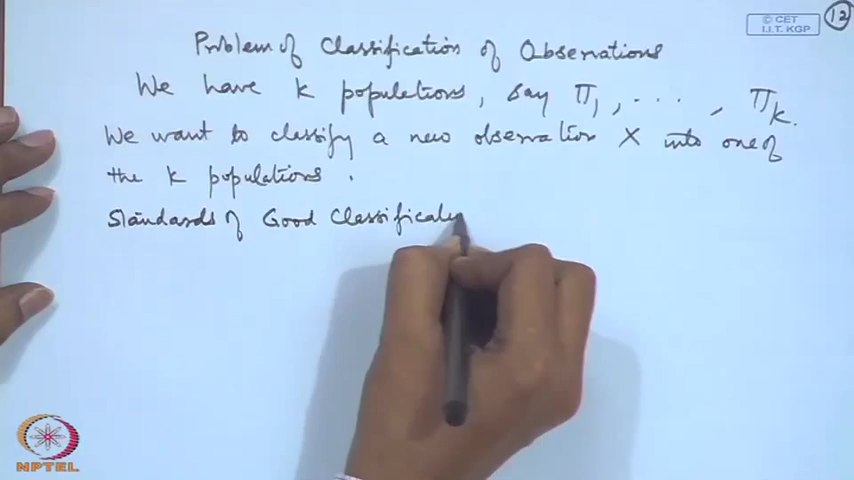 © CET
I.I.T. KGP
12
Problem of Classification of Observations
We have k populations, say Π1, ..., Πk.
We want to classify a new observation X into one of
the k populations.
Standards of Good Classificati
NPTEL